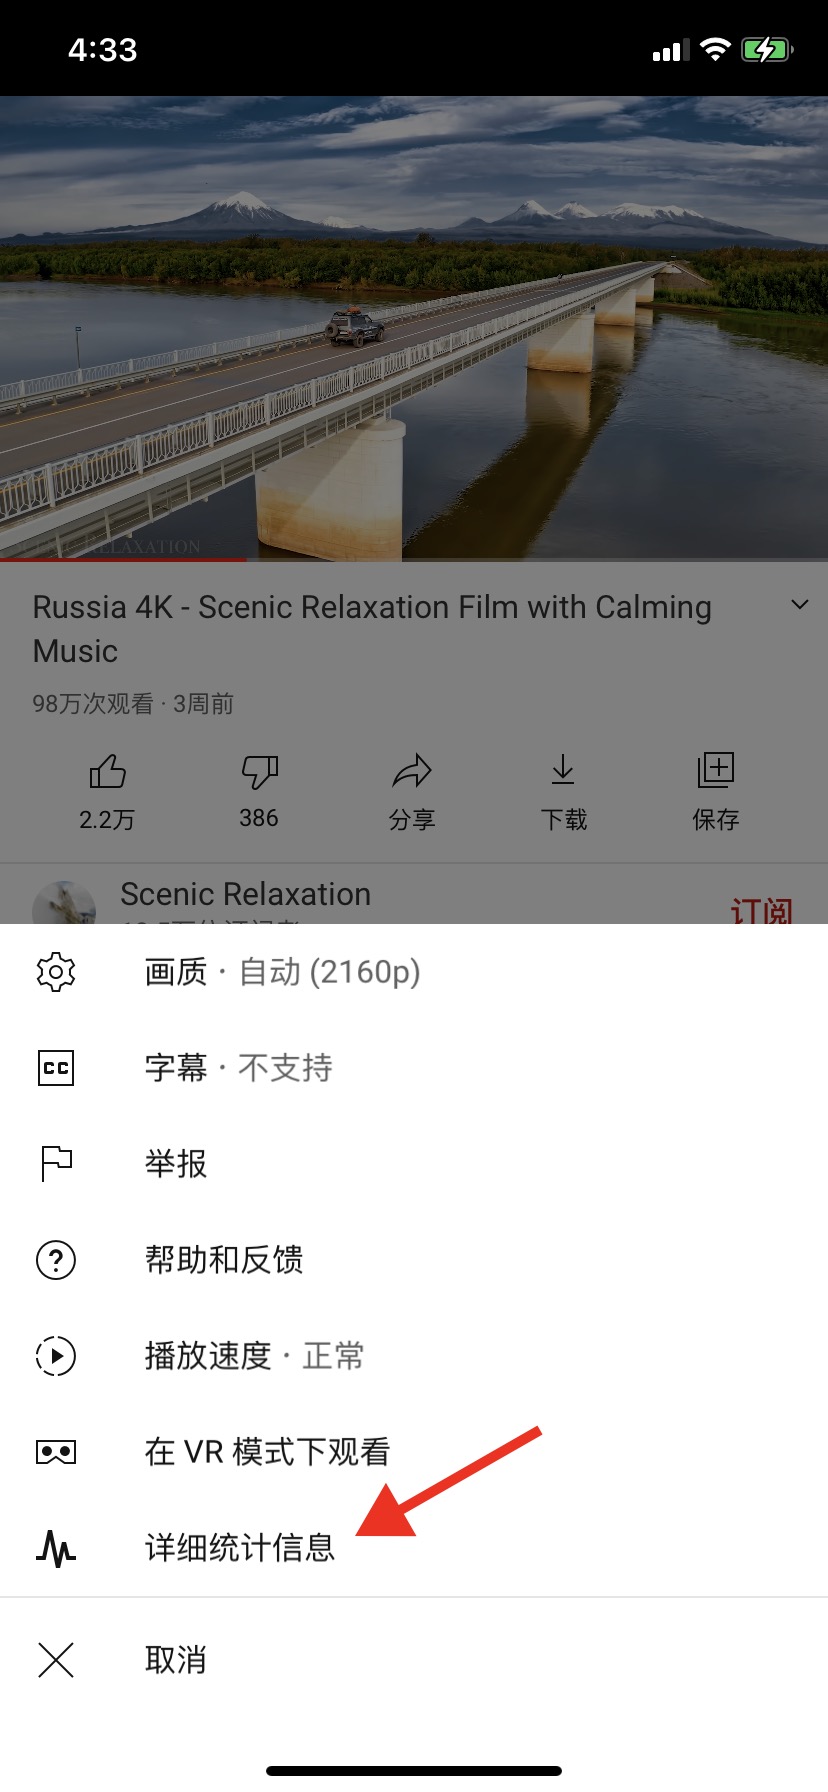 4:33
RELAXATION
Russia 4K - Scenic Relaxation Film with Calming
Music
98万次观看 · 3周前
2.2万
386
分享
下载
保存
Scenic Relaxation
订阅
画质 · 自动 (2160p)
CC
字幕 · 不支持
举报
帮助和反馈
播放速度 · 正常
在 VR 模式下观看
详细统计信息
取消